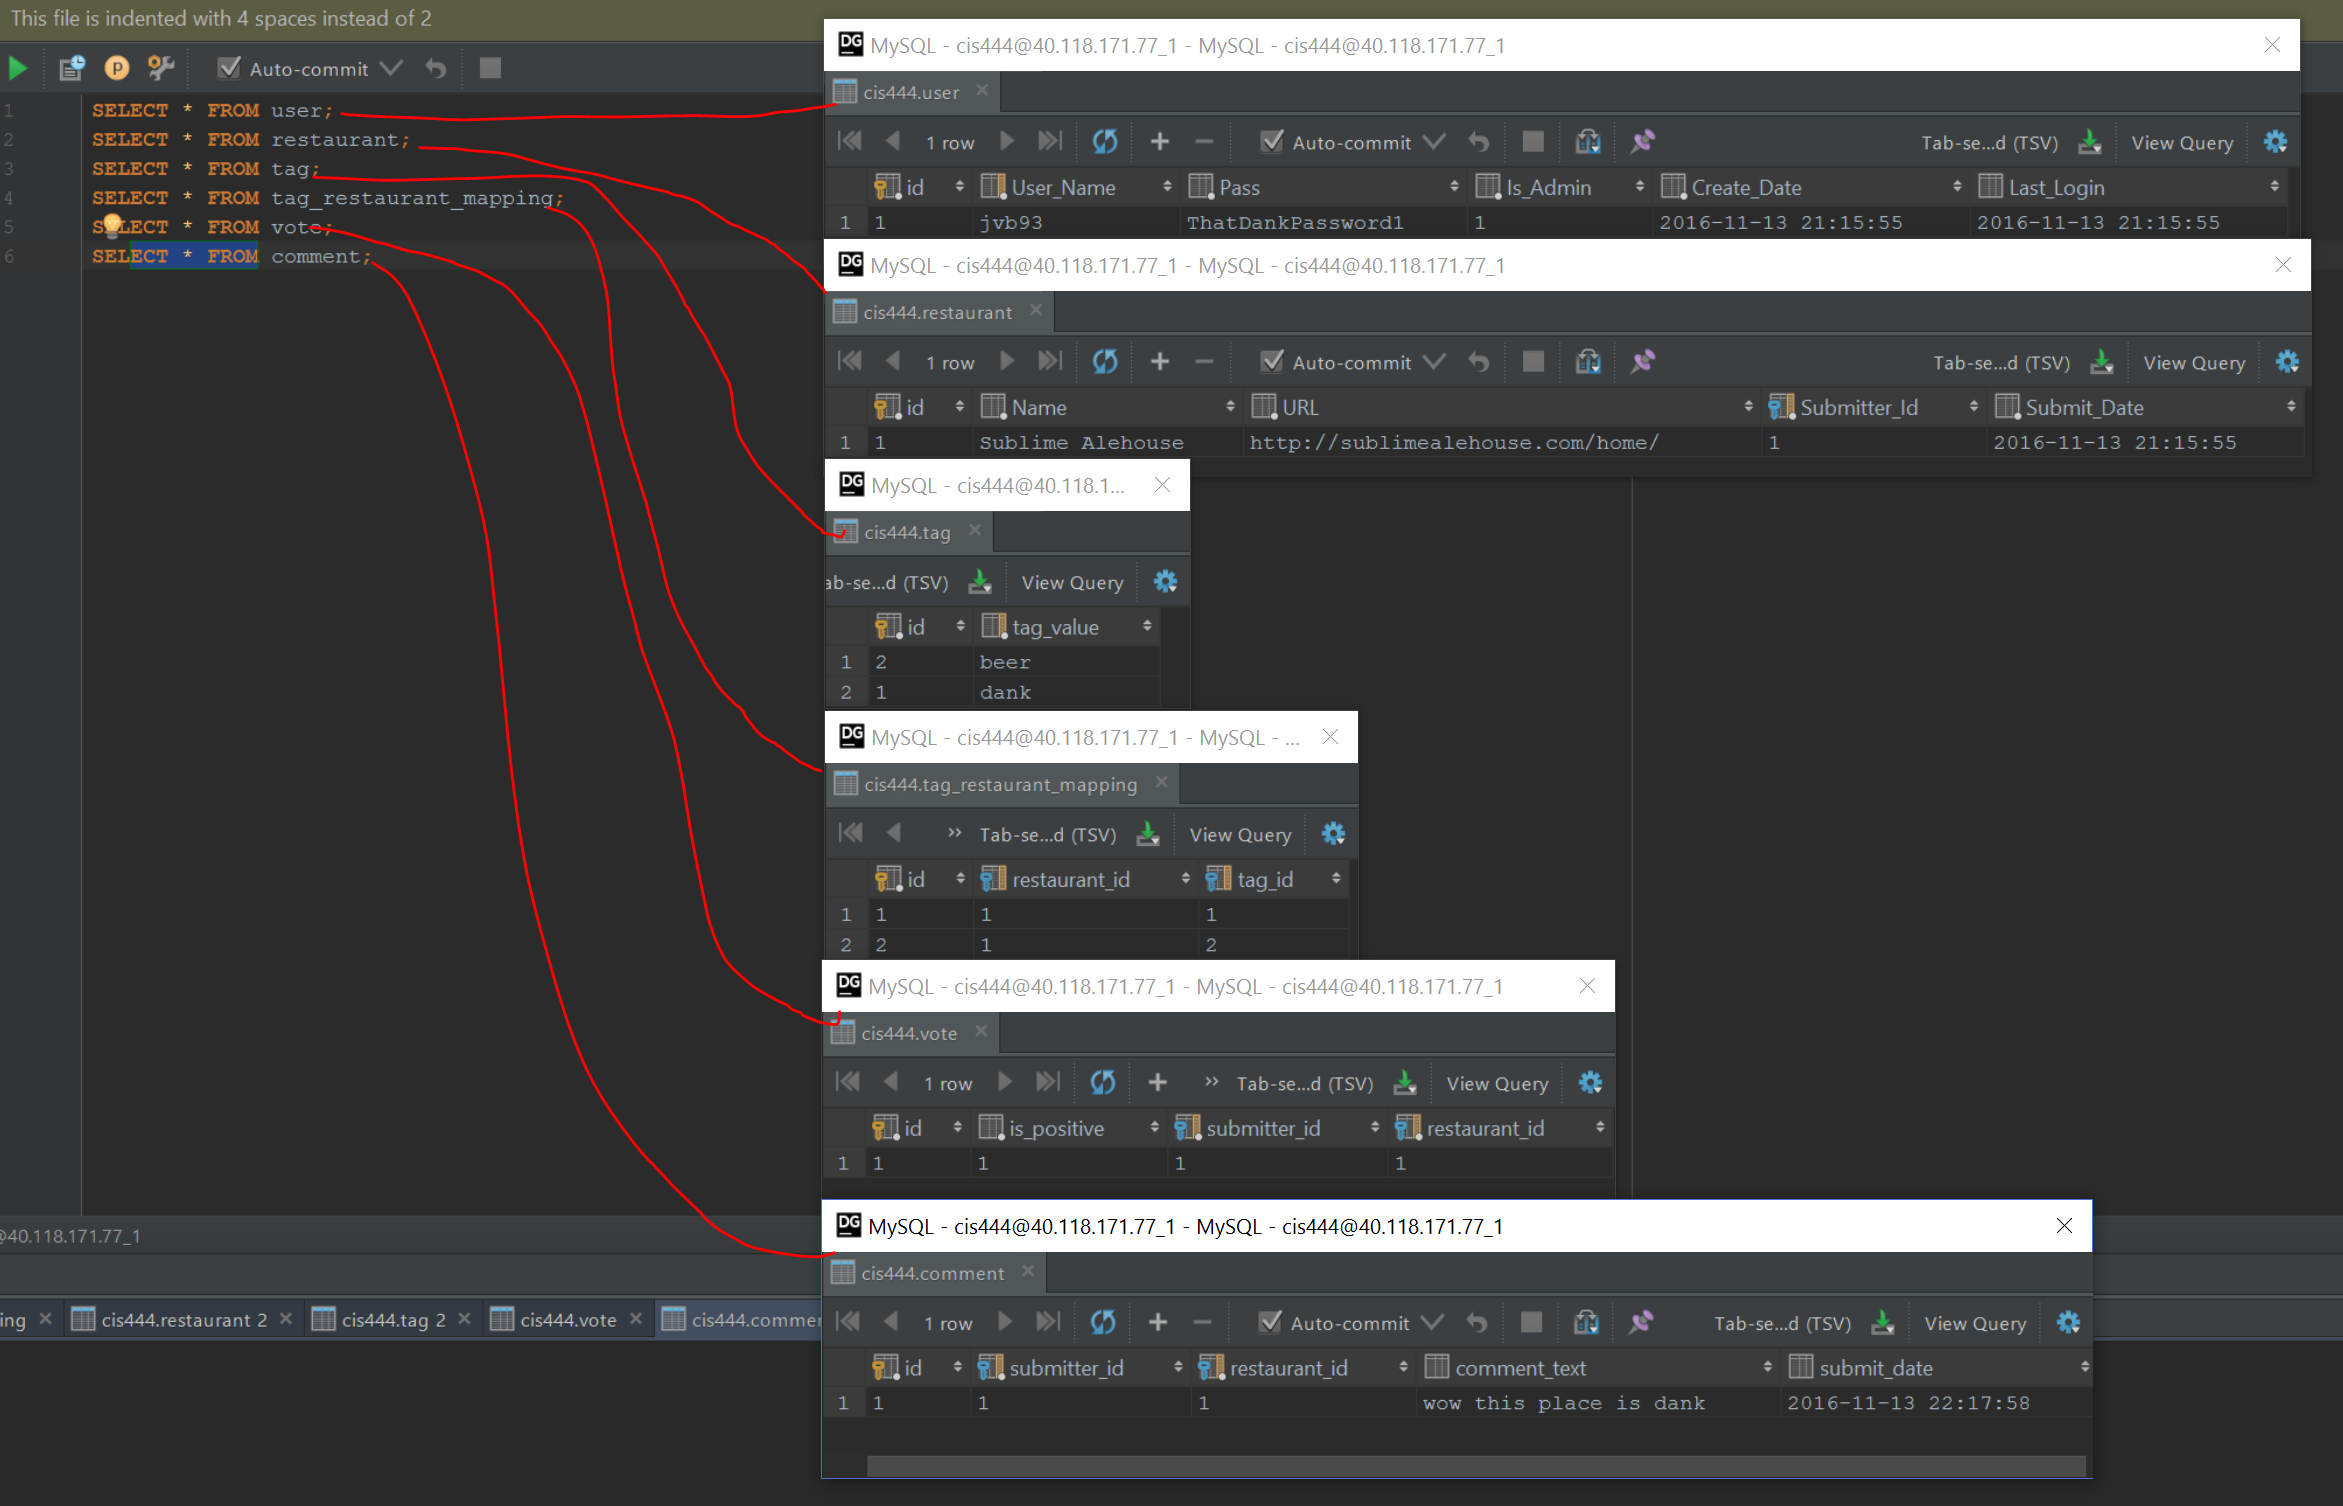 This file is indented with 4 spaces instead of 2
Auto-commit
1 SELECT * FROM user;
2 SELECT * FROM restaurant;
3 SELECT * FROM tag;
4 SELECT * FROM tag_restaurant_mapping;
5 SELECT * FROM vote;
6 SELECT * FROM comment;
DG MySQL - cis444@40.118.171.77_1 - MySQL - cis444@40.118.171.77_1
cis444.user
1 row Auto-commit Tab-se...d (TSV) View Query
id User_Name Pass Is_Admin Create_Date Last_Login
1 1 jvb93 ThatDankPassword1 1 2016-11-13 21:15:55 2016-11-13 21:15:55
DG MySQL - cis444@40.118.171.77_1 - MySQL - cis444@40.118.171.77_1
cis444.restaurant
1 row Auto-commit Tab-se...d (TSV) View Query
id Name URL Submitter_Id Submit_Date
1 1 Sublime Alehouse http://sublimealehouse.com/home/ 1 2016-11-13 21:15:55
DG MySQL - cis444@40.118.1...
cis444.tag
ab-se...d (TSV) View Query
id tag_value
1 2 beer
2 1 dank
DG MySQL - cis444@40.118.171.77_1 - MySQL - ...
cis444.tag_restaurant_mapping
» Tab-se...d (TSV) View Query
id restaurant_id tag_id
1 1 1 1
2 2 1 2
DG MySQL - cis444@40.118.171.77_1 - MySQL - cis444@40.118.171.77_1
cis444.vote
1 row » Tab-se...d (TSV) View Query
id is_positive submitter_id restaurant_id
1 1 1 1 1
DG MySQL - cis444@40.118.171.77_1 - MySQL - cis444@40.118.171.77_1
cis444.comment
1 row Auto-commit Tab-se...d (TSV) View Query
id submitter_id restaurant_id comment_text submit_date
1 1 1 1 wow this place is dank 2016-11-13 22:17:58
@40.118.171.77_1
ing cis444.restaurant 2 cis444.tag 2 cis444.vote cis444.commen